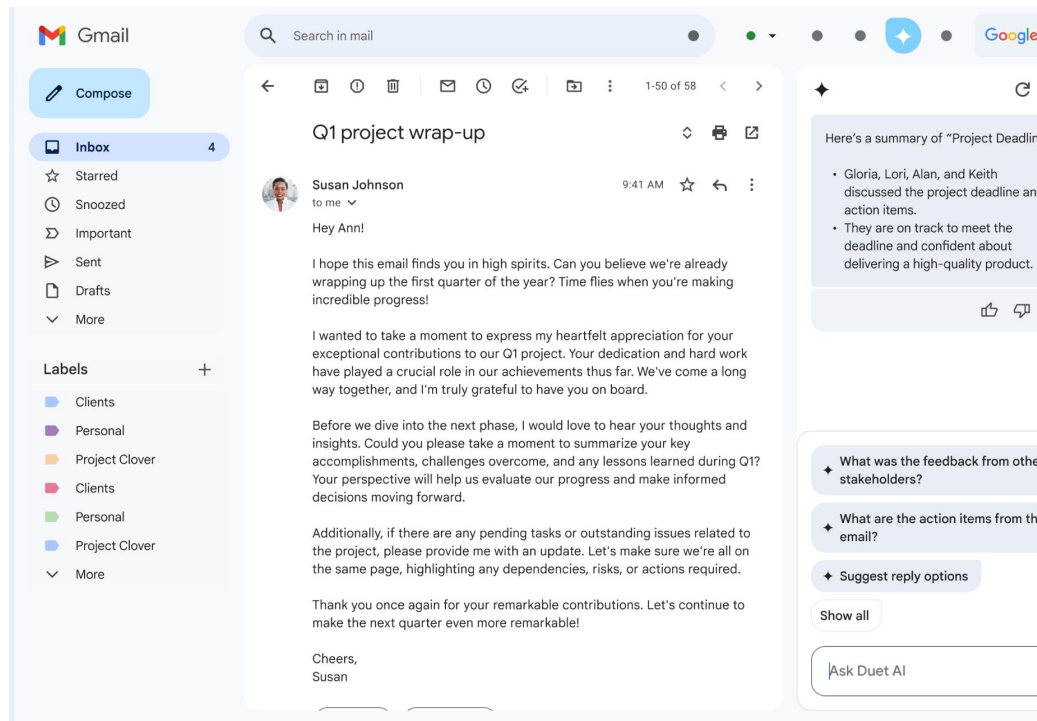 Gmail
Search in mail
Google
Compose
Inbox 4
Starred
Snoozed
Important
Sent
Drafts
More
Labels
Clients
Personal
Project Clover
Clients
Personal
Project Clover
More
1-50 of 58
Q1 project wrap-up
Susan Johnson 9:41 AM
to me
Hey Ann!
I hope this email finds you in high spirits. Can you believe we're already
wrapping up the first quarter of the year? Time flies when you're making
incredible progress!
I wanted to take a moment to express my heartfelt appreciation for your
exceptional contributions to our Q1 project. Your dedication and hard work
have played a crucial role in our achievements thus far. We've come a long
way together, and I'm truly grateful to have you on board.
Before we dive into the next phase, I would love to hear your thoughts and
insights. Could you please take a moment to summarize your key
accomplishments, challenges overcome, and any lessons learned during Q1?
Your perspective will help us evaluate our progress and make informed
decisions moving forward.
Additionally, if there are any pending tasks or outstanding issues related to
the project, please provide me with an update. Let's make sure we're all on
the same page, highlighting any dependencies, risks, or actions required.
Thank you once again for your remarkable contributions. Let's continue to
make the next quarter even more remarkable!
Cheers,
Susan
Here's a summary of “Project Deadlin
• Gloria, Lori, Alan, and Keith
discussed the project deadline an
action items.
• They are on track to meet the
deadline and confident about
delivering a high-quality product.
What was the feedback from othe
stakeholders?
What are the action items from th
email?
Suggest reply options
Show all
Ask Duet AI